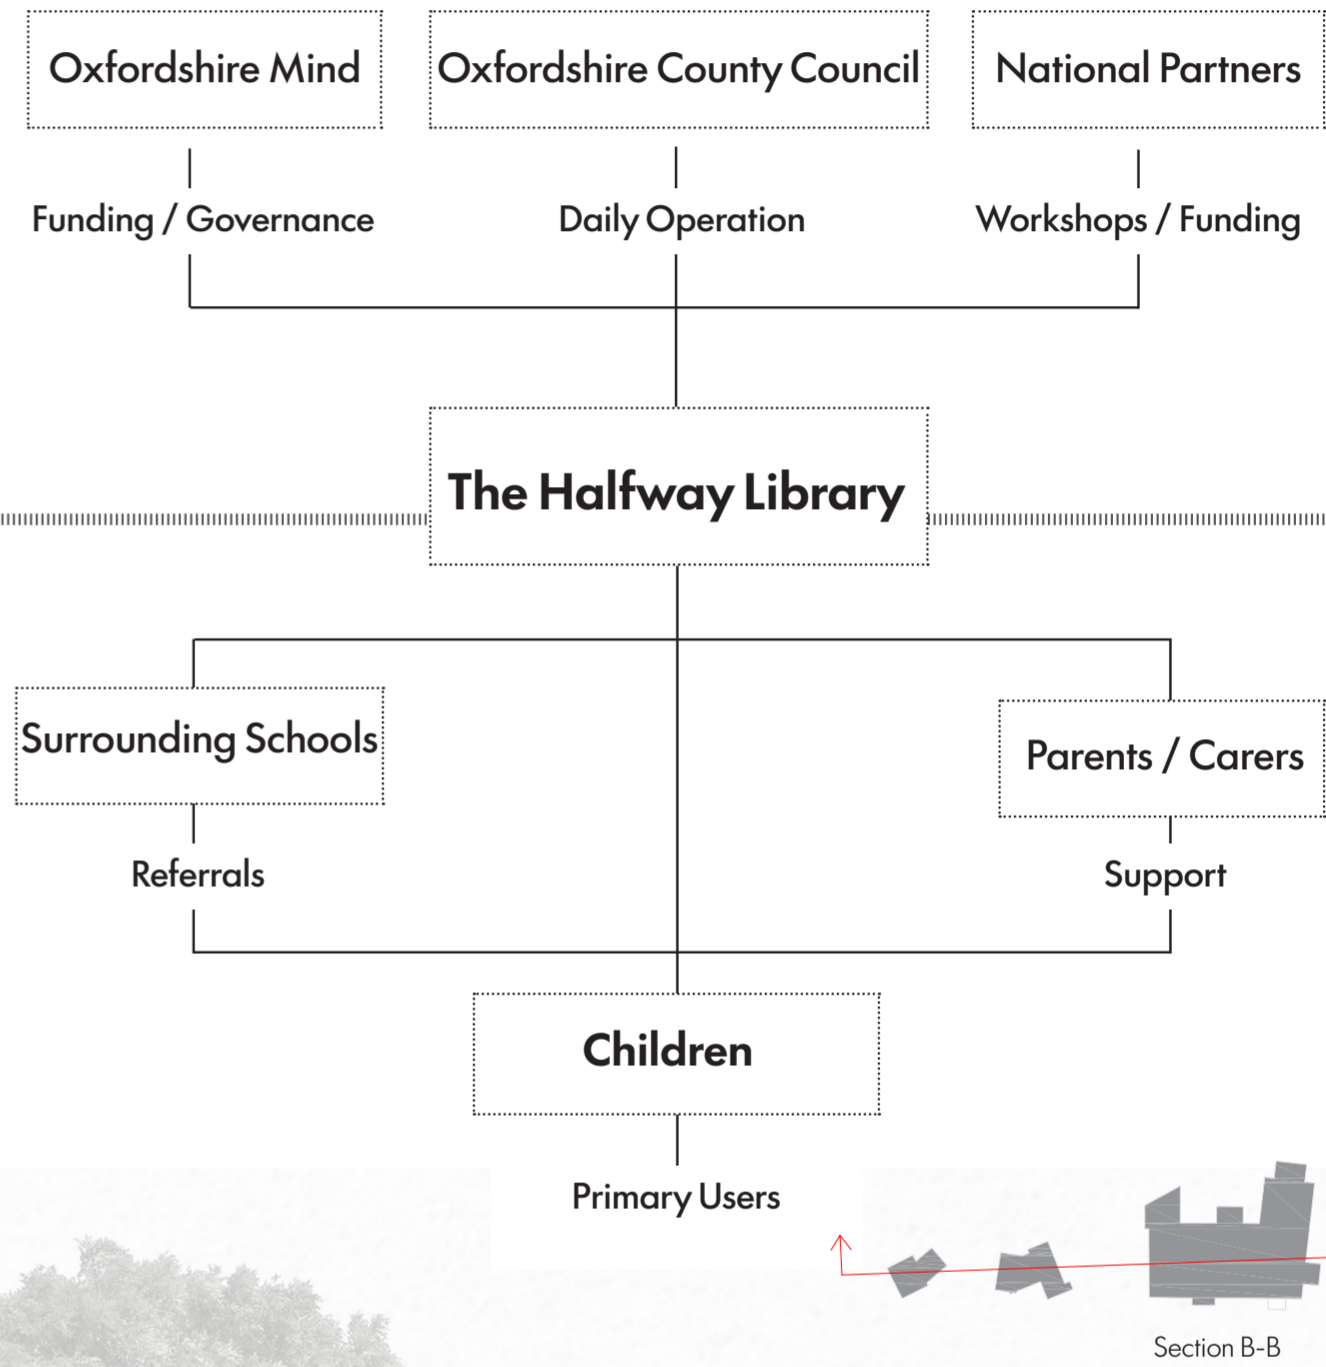 Oxfordshire Mind
Oxfordshire County Council
National Partners
Funding / Governance
Daily Operation
Workshops / Funding
The Halfway Library
Surrounding Schools
Parents / Carers
Referrals
Support
Children
Primary Users
Section B-B